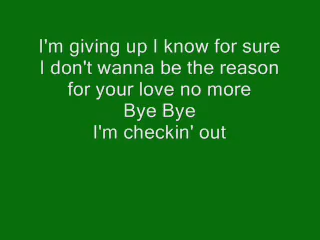 I'm giving up I know for sure
I don't wanna be the reason
for your love no more
Bye Bye
I'm checkin' out